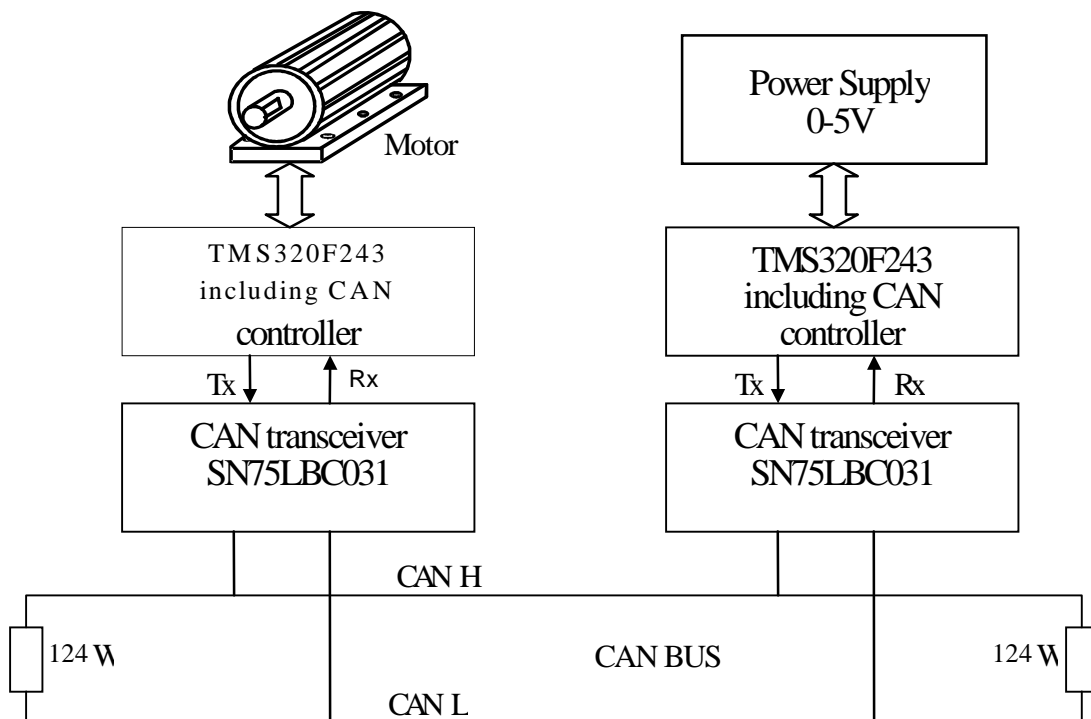 Motor
Power Supply
0-5V
TMS320F243
including CAN
controller
TMS320F243
including CAN
controller
Tx
Rx
Tx
Rx
CAN transceiver
SN75LBC031
CAN transceiver
SN75LBC031
CAN H
124 W
CAN BUS
124 W
CAN L